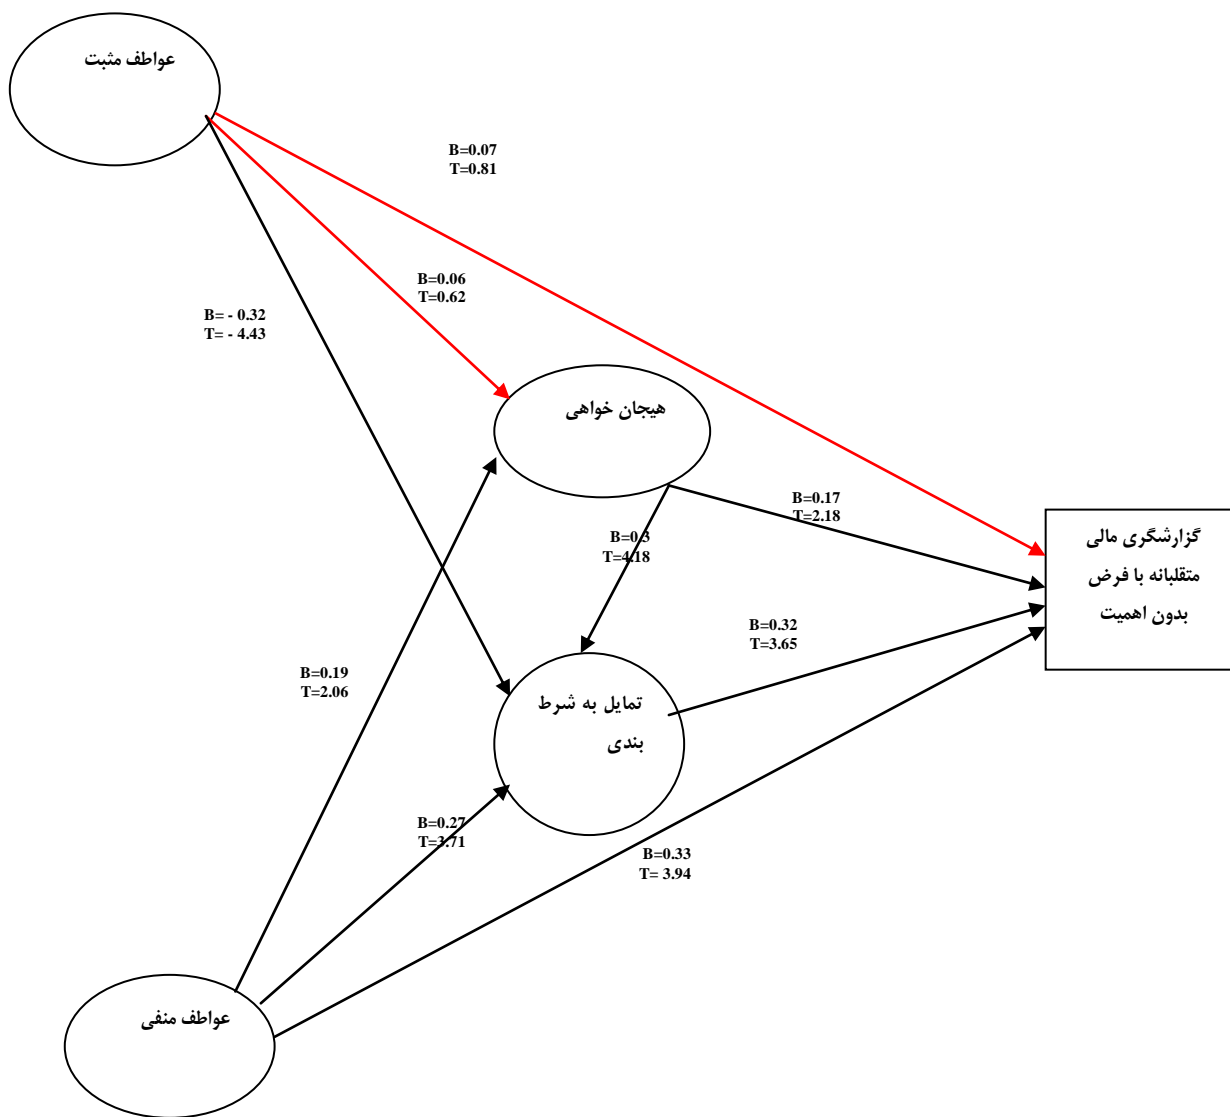 عواطف مثبت
B=0.07
T=0.81
B=0.06
T=0.62
B= - 0.32
T= - 4.43
هیجان خواهی
B=0.17
T=2.18
گزارشگری مالی
متقلبانه با فرض
بدون اهمیت
B=0.3
T=4.18
B=0.32
T=3.65
B=0.19
T=2.06
تمایل به شرط
بندی
B=0.27
T=3.71
B=0.33
T= 3.94
عواطف منفی